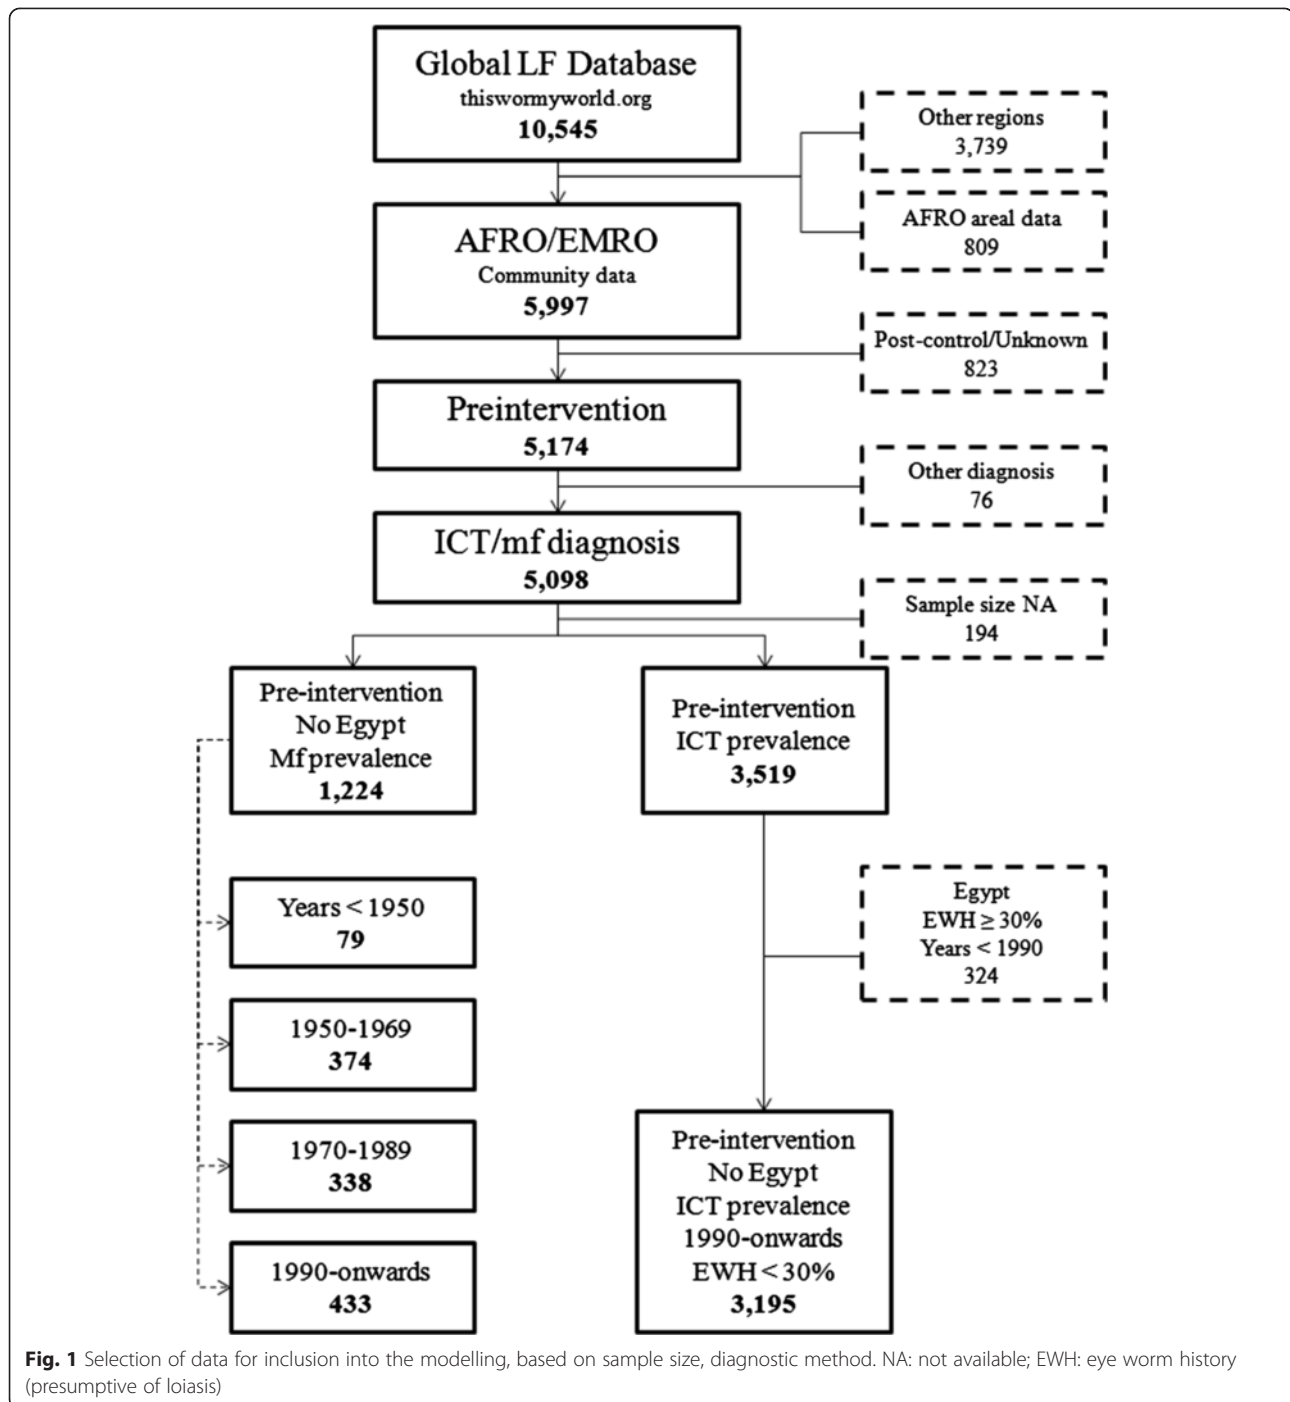 Global LF Database
thiswormyworld.org
10,545
Other regions
3,739
AFRO areal data
809
AFRO/EMRO
Community data
5,997
Post-control/Unknown
823
Preintervention
5,174
Other diagnosis
76
ICT/mf diagnosis
5,098
Sample size NA
194
Pre-intervention
No Egypt
Mf prevalence
1,224
Pre-intervention
ICT prevalence
3,519
Years < 1950
79
Egypt
EWH ≥ 30%
Years < 1990
324
1950-1969
374
1970-1989
338
1990-onwards
433
Pre-intervention
No Egypt
ICT prevalence
1990-onwards
EWH < 30%
3,195
Fig. 1 Selection of data for inclusion into the modelling, based on sample size, diagnostic method. NA: not available; EWH: eye worm history
(presumptive of loiasis)